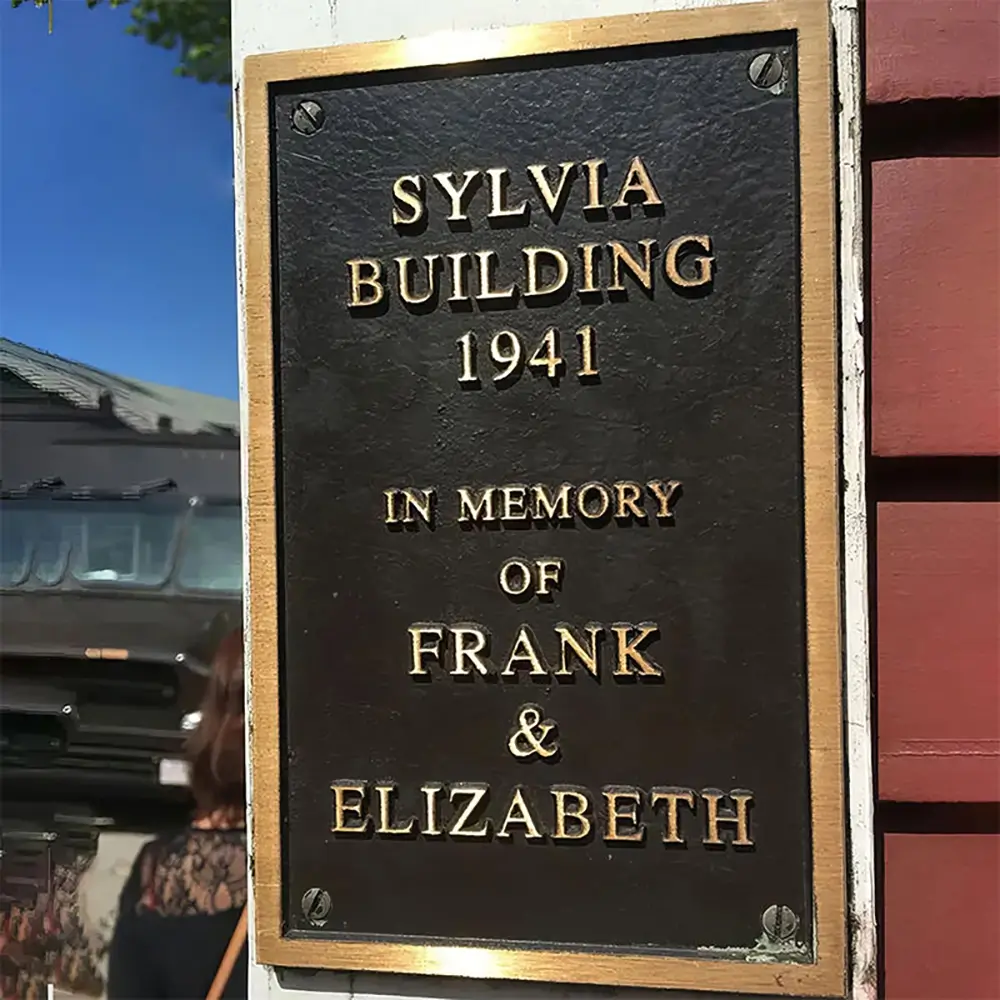 SYLVIA
BUILDING
1941
IN MEMORY
OF
FRANK
&
ELIZABETH